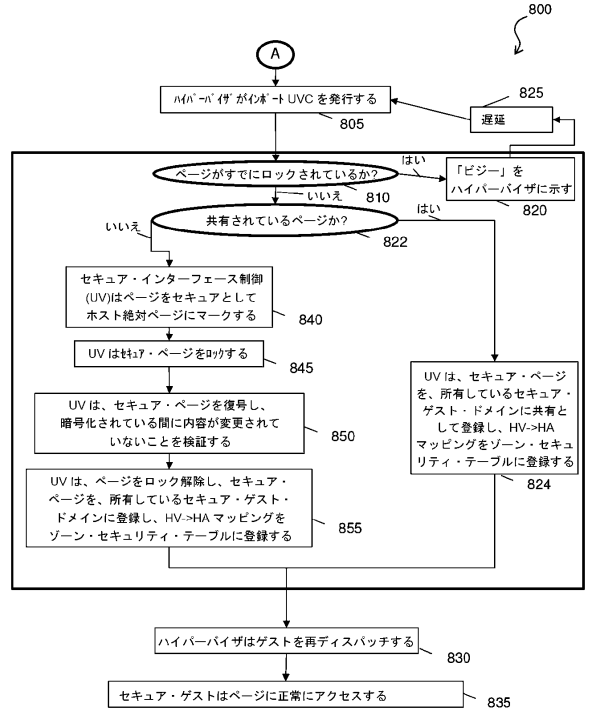 800
A
ﾊｲﾊﾟｰﾊﾞｲｻﾞがｲﾝﾎﾟｰﾄ UVC を発行する
805
825
遅延
ページがすでにロックされているか?
810
はい
いいえ
「ビジー」を
ハイパーバイザに示す
820
共有されているページか?
822
いいえ
はい
セキュア・インターフェース制御
(UV)はページをセキュアとして
ホスト絶対ページにマークする
840
UV はｾｷｭｱ・ﾍﾟｰｼﾞをﾛｯｸする
845
UV は、セキュア・ページを復号し、
暗号化されている間に内容が変更されて
いないことを検証する
850
UV は、セキュア・ページ
を、所有しているセキュア・
ゲスト・ドメインに共有と
して登録し、HV->HA
マッピングをゾーン・セキュ
リティ・テーブルに登録する
824
UV は、ページをロック解除し、セキュア・
ページを、所有しているセキュア・ゲスト・
ドメインに登録し、HV->HA マッピングを
ゾーン・セキュリティ・テーブルに登録する
855
ハイパーバイザはゲストを再ディスパッチする
830
セキュア・ゲストはページに正常にアクセスする
835